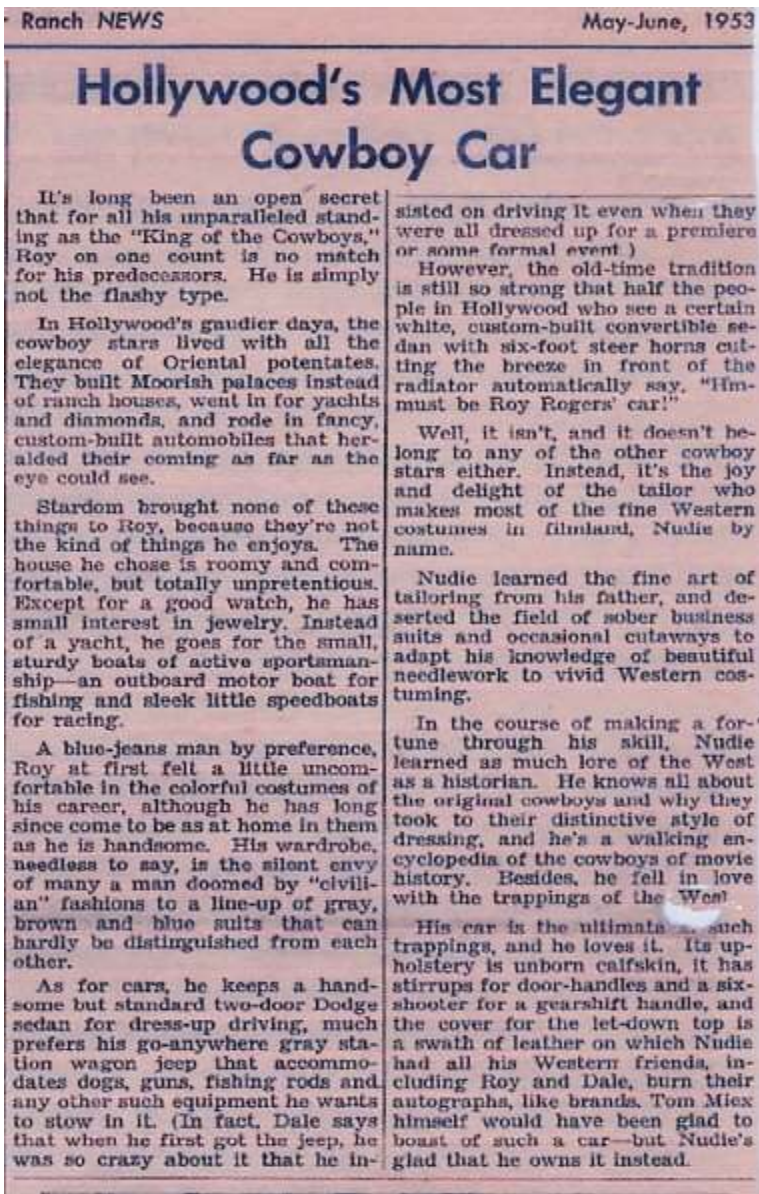 Ranch NEWS
May-June, 1953
Hollywood's Most Elegant
Cowboy Car
It's long been an open secret
that for all his unparalleled stand-
ing as the "King of the Cowboys,"
Roy on one count is no match
for his predecessors. He is simply
not the flashy type.
In Hollywood's gaudier days, the
cowboy stars lived with all the
elegance of Oriental potentates.
They built Moorish palaces instead
of ranch houses, went in for yachts
and diamonds, and rode in fancy,
custom-built automobiles that her-
alded their coming as far as the
eye could see.
Stardom brought none of these
things to Roy, because they're not
the kind of things he enjoys. The
house he chose is roomy and com-
fortable, but totally unpretentious.
Except for a good watch, he has
small interest in jewelry. Instead
of a yacht, he goes for the small,
sturdy boats of active sportsman-
ship—an outboard motor boat for
fishing and sleek little speedboats
for racing.
A blue-jeans man by preference,
Roy at first felt a little uncom-
fortable in the colorful costumes of
his career, although he has long
since come to be as at home in them
as he is handsome. His wardrobe,
needless to say, is the silent envy
of many a man doomed by "civili-
an" fashions to a line-up of gray,
brown and blue suits that can
hardly be distinguished from each
other.
As for cars, he keeps a hand-
some but standard two-door Dodge
sedan for dress-up driving, much
prefers his go-anywhere gray sta-
tion wagon jeep that accommo-
dates dogs, guns, fishing rods and
any other such equipment he wants
to stow in it. (In fact, Dale says
that when he first got the jeep, he
was so crazy about it that he in-
sisted on driving it even when they
were all dressed up for a premiere
or some formal event.)
However, the old-time tradition
is still so strong that half the peo-
ple in Hollywood who see a certain
white, custom-built convertible se-
dan with six-foot steer horns cut-
ting the breeze in front of the
radiator automatically say, "Hm-
must be Roy Rogers' car!"
Well, it isn't, and it doesn't be-
long to any of the other cowboy
stars either. Instead, it's the joy
and delight of the tailor who
makes most of the fine Western
costumes in filmland, Nudie by
name.
Nudie learned the fine art of
tailoring from his father, and de-
serted the field of sober business
suits and occasional cutaways to
adapt his knowledge of beautiful
needlework to vivid Western cos-
tuming.
In the course of making a for-
tune through his skill, Nudie
learned as much lore of the West
as a historian. He knows all about
the original cowboys and why they
took to their distinctive style of
dressing, and he's a walking en-
cyclopedia of the cowboys of movie
history. Besides, he fell in love
with the trappings of the West
His car is the ultimate such
trappings, and he loves it. Its up-
holstery is unborn calfskin, it has
stirrups for door-handles and a six-
shooter for a gearshift handle, and
the cover for the let-down top is
a swath of leather on which Nudie
had all his Western friends, in-
cluding Roy and Dale, burn their
autographs, like brands. Tom Miex
himself would have been glad to
boast of such a car—but Nudie's
glad that he owns it instead.